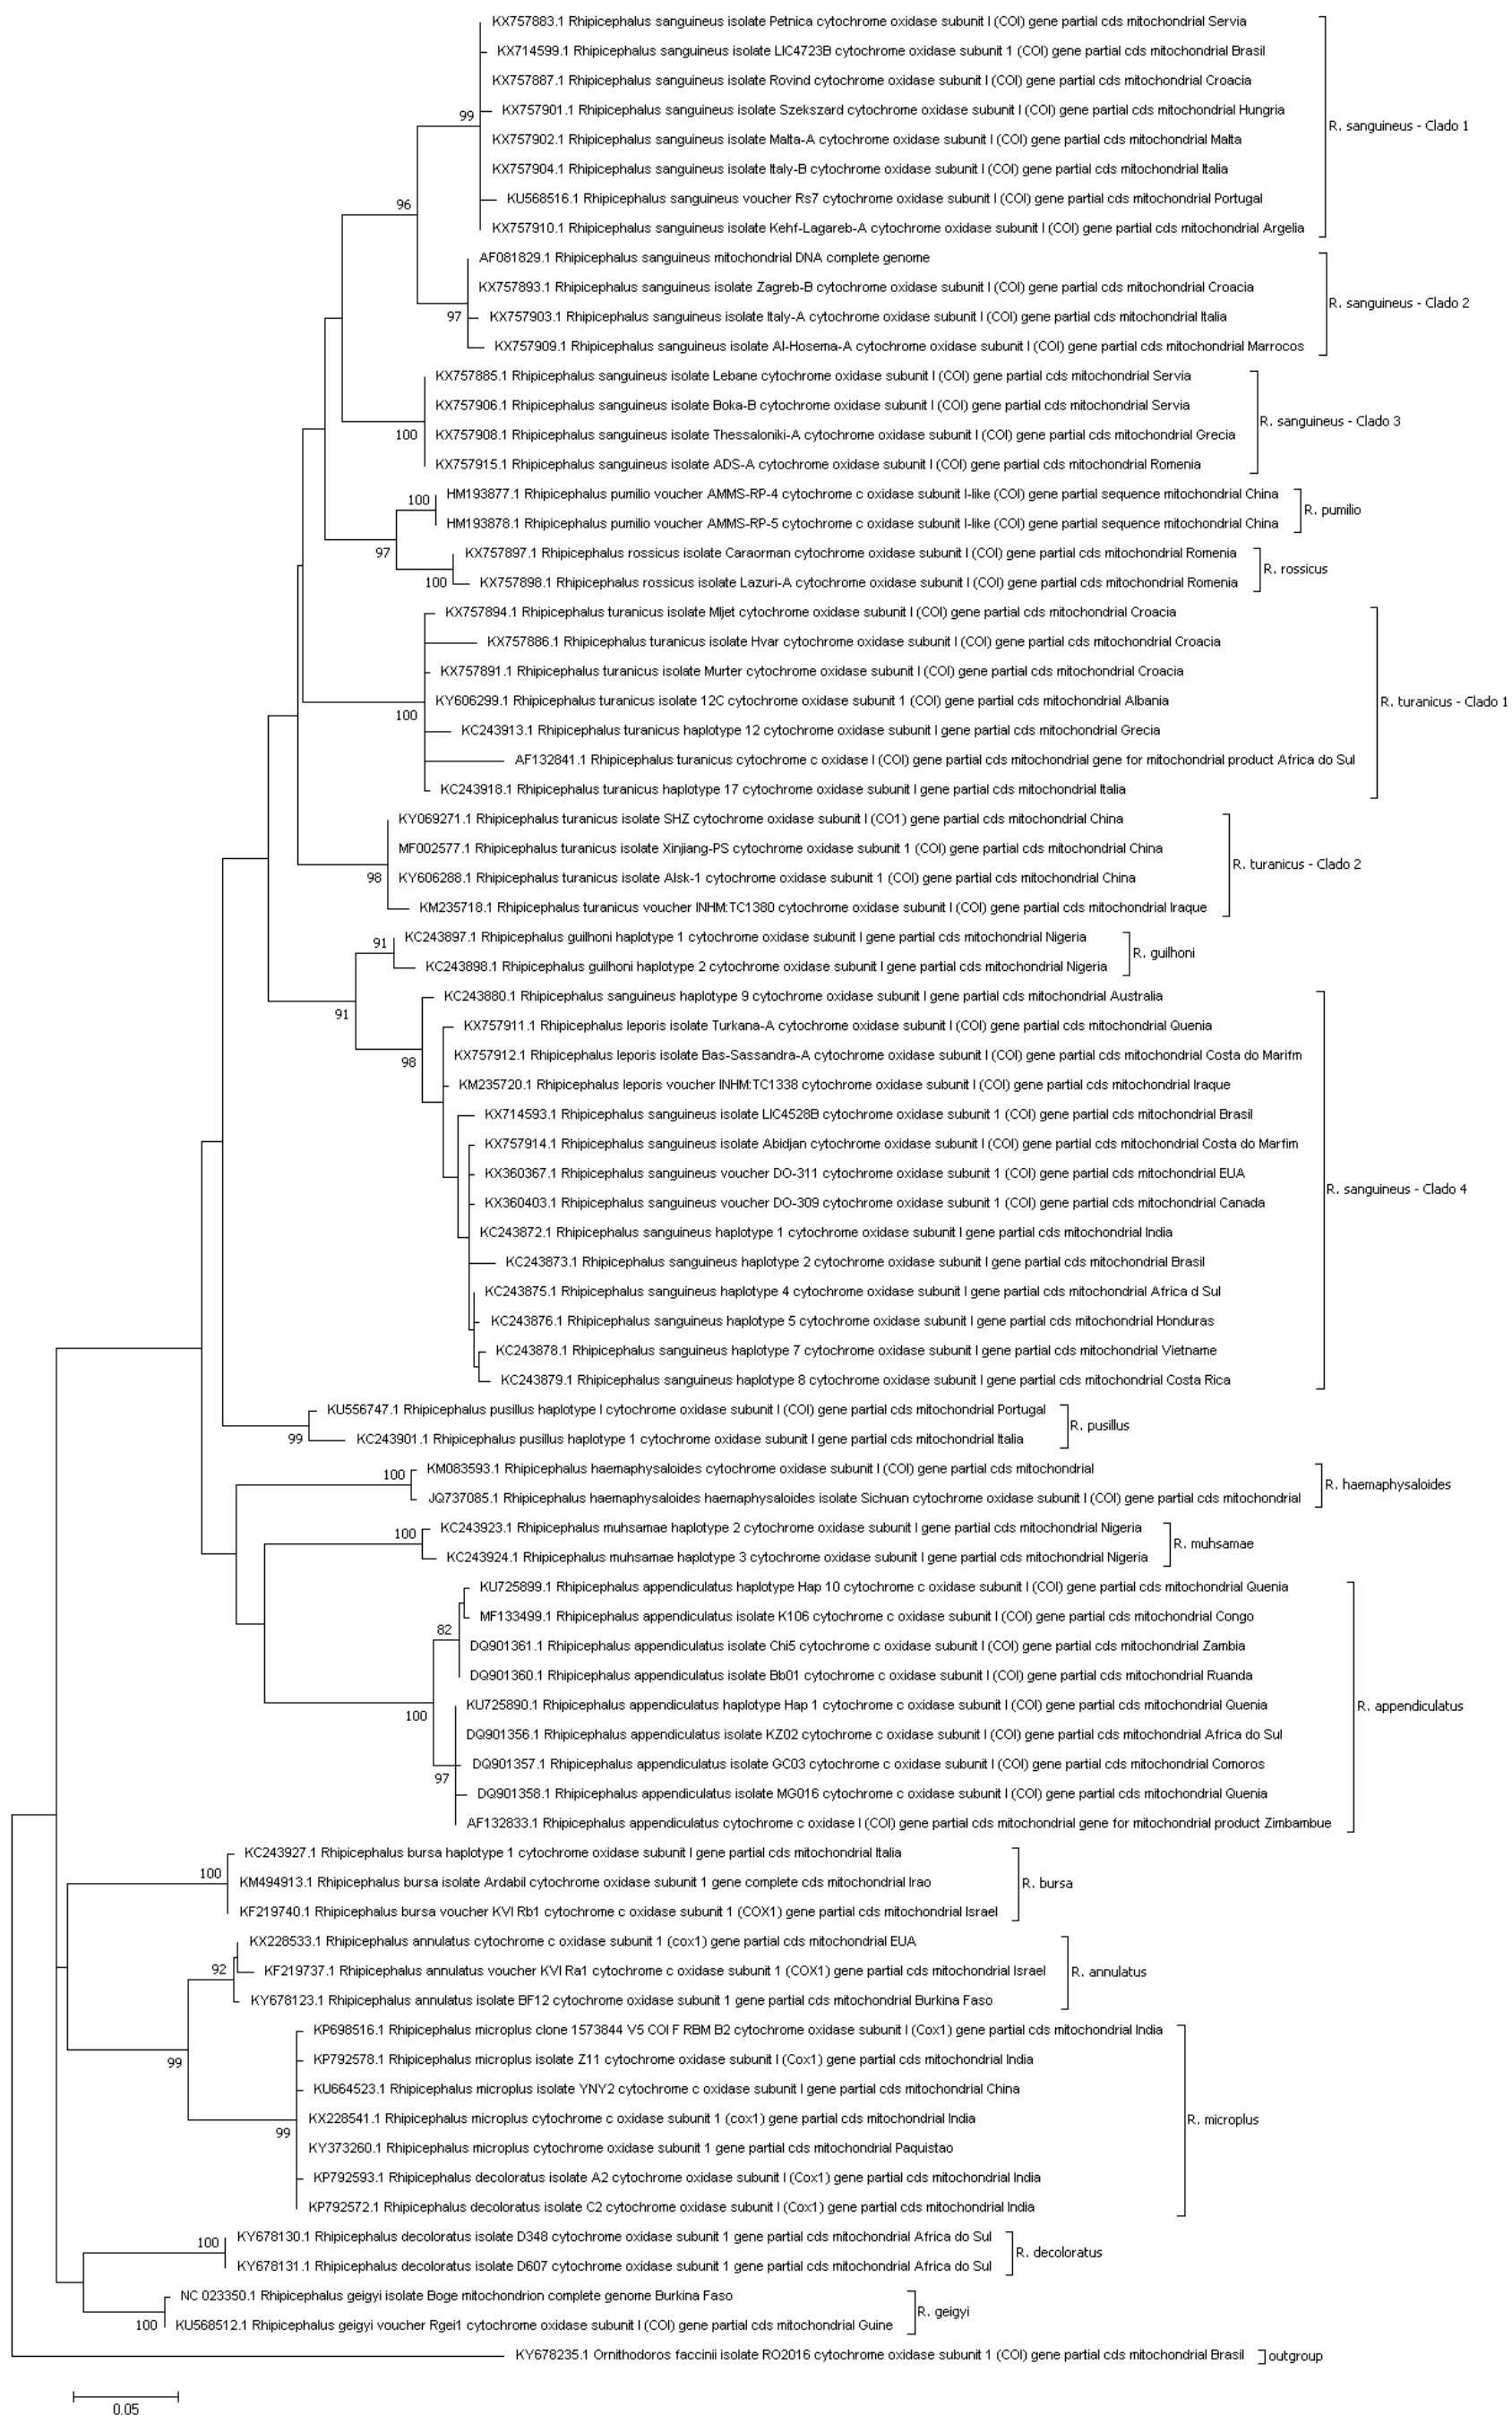 KX757883.1 Rhipicephalus sanguineus isolate Petnica cytochrome oxidase subunit I (COI) gene partial cds mitochondrial Servia
KX714599.1 Rhipicephalus sanguineus isolate LIC4723B cytochrome oxidase subunit 1 (COI) gene partial cds mitochondrial Brasil
KX757887.1 Rhipicephalus sanguineus isolate Rovind cytochrome oxidase subunit I (COI) gene partial cds mitochondrial Croacia
KX757901.1 Rhipicephalus sanguineus isolate Szekszard cytochrome oxidase subunit I (COI) gene partial cds mitochondrial Hungria
99
R. sanguineus - Clado 1
KX757902.1 Rhipicephalus sanguineus isolate Malta-A cytochrome oxidase subunit I (COI) gene partial cds mitochondrial Malta
KX757904.1 Rhipicephalus sanguineus isolate Italy-B cytochrome oxidase subunit I (COI) gene partial cds mitochondrial Italia
KU568516.1 Rhipicephalus sanguineus voucher Rs7 cytochrome oxidase subunit I (COI) gene partial cds mitochondrial Portugal
96
KX757910.1 Rhipicephalus sanguineus isolate Kehf-Lagareb-A cytochrome oxidase subunit I (COI) gene partial cds mitochondrial Argelia
AF081829.1 Rhipicephalus sanguineus mitochondrial DNA complete genome
KX757893.1 Rhipicephalus sanguineus isolate Zagreb-B cytochrome oxidase subunit I (COI) gene partial cds mitochondrial Croacia
R. sanguineus - Clado 2
97
KX757903.1 Rhipicephalus sanguineus isolate Italy-A cytochrome oxidase subunit I (COI) gene partial cds mitochondrial Italia
KX757909.1 Rhipicephalus sanguineus isolate Al-Hosema-A cytochrome oxidase subunit I (COI) gene partial cds mitochondrial Marrocos
KX757885.1 Rhipicephalus sanguineus isolate Lebane cytochrome oxidase subunit I (COI) gene partial cds mitochondrial Servia
KX757906.1 Rhipicephalus sanguineus isolate Boka-B cytochrome oxidase subunit I (COI) gene partial cds mitochondrial Servia
R. sanguineus - Clado 3
100
KX757908.1 Rhipicephalus sanguineus isolate Thessaloniki-A cytochrome oxidase subunit I (COI) gene partial cds mitochondrial Grecia
KX757915.1 Rhipicephalus sanguineus isolate ADS-A cytochrome oxidase subunit I (COI) gene partial cds mitochondrial Romenia
100
HM193877.1 Rhipicephalus pumilio voucher AMMS-RP-4 cytochrome c oxidase subunit I-like (COI) gene partial sequence mitochondrial China
R. pumilio
HM193878.1 Rhipicephalus pumilio voucher AMMS-RP-5 cytochrome c oxidase subunit I-like (COI) gene partial sequence mitochondrial China
97
KX757897.1 Rhipicephalus rossicus isolate Caraorman cytochrome oxidase subunit I (COI) gene partial cds mitochondrial Romenia
R. rossicus
100
KX757898.1 Rhipicephalus rossicus isolate Lazuri-A cytochrome oxidase subunit I (COI) gene partial cds mitochondrial Romenia
KX757894.1 Rhipicephalus turanicus isolate Mljet cytochrome oxidase subunit I (COI) gene partial cds mitochondrial Croacia
KX757886.1 Rhipicephalus turanicus isolate Hvar cytochrome oxidase subunit I (COI) gene partial cds mitochondrial Croacia
KX757891.1 Rhipicephalus turanicus isolate Murter cytochrome oxidase subunit I (COI) gene partial cds mitochondrial Croacia
KY606299.1 Rhipicephalus turanicus isolate 12C cytochrome oxidase subunit 1 (COI) gene partial cds mitochondrial Albania
R. turanicus - Clado 1
100
KC243913.1 Rhipicephalus turanicus haplotype 12 cytochrome oxidase subunit I gene partial cds mitochondrial Grecia
AF132841.1 Rhipicephalus turanicus cytochrome c oxidase I (COI) gene partial cds mitochondrial gene for mitochondrial product Africa do Sul
KC243918.1 Rhipicephalus turanicus haplotype 17 cytochrome oxidase subunit I gene partial cds mitochondrial Italia
KY069271.1 Rhipicephalus turanicus isolate SHZ cytochrome oxidase subunit I (CO1) gene partial cds mitochondrial China
MF002577.1 Rhipicephalus turanicus isolate Xinjiang-PS cytochrome oxidase subunit 1 (COI) gene partial cds mitochondrial China
R. turanicus - Clado 2
98
KY606288.1 Rhipicephalus turanicus isolate Alsk-1 cytochrome oxidase subunit 1 (COI) gene partial cds mitochondrial China
KM235718.1 Rhipicephalus turanicus voucher INHM:TC1380 cytochrome oxidase subunit I (COI) gene partial cds mitochondrial Iraque
91
KC243897.1 Rhipicephalus guilhoni haplotype 1 cytochrome oxidase subunit I gene partial cds mitochondrial Nigeria
R. guilhoni
KC243898.1 Rhipicephalus guilhoni haplotype 2 cytochrome oxidase subunit I gene partial cds mitochondrial Nigeria
KC243880.1 Rhipicephalus sanguineus haplotype 9 cytochrome oxidase subunit I gene partial cds mitochondrial Australia
91
KX757911.1 Rhipicephalus leporis isolate Turkana-A cytochrome oxidase subunit I (COI) gene partial cds mitochondrial Quenia
KX757912.1 Rhipicephalus leporis isolate Bas-Sassandra-A cytochrome oxidase subunit I (COI) gene partial cds mitochondrial Costa do Marifm
98
KM235720.1 Rhipicephalus leporis voucher INHM:TC1338 cytochrome oxidase subunit I (COI) gene partial cds mitochondrial Iraque
KX714593.1 Rhipicephalus sanguineus isolate LIC4528B cytochrome oxidase subunit 1 (COI) gene partial cds mitochondrial Brasil
KX757914.1 Rhipicephalus sanguineus isolate Abidjan cytochrome oxidase subunit I (COI) gene partial cds mitochondrial Costa do Marfim
KX360367.1 Rhipicephalus sanguineus voucher DO-311 cytochrome oxidase subunit 1 (COI) gene partial cds mitochondrial EUA
R. sanguineus - Clado 4
KX360403.1 Rhipicephalus sanguineus voucher DO-309 cytochrome oxidase subunit 1 (COI) gene partial cds mitochondrial Canada
KC243872.1 Rhipicephalus sanguineus haplotype 1 cytochrome oxidase subunit I gene partial cds mitochondrial India
KC243873.1 Rhipicephalus sanguineus haplotype 2 cytochrome oxidase subunit I gene partial cds mitochondrial Brasil
KC243875.1 Rhipicephalus sanguineus haplotype 4 cytochrome oxidase subunit I gene partial cds mitochondrial Africa d Sul
KC243876.1 Rhipicephalus sanguineus haplotype 5 cytochrome oxidase subunit I gene partial cds mitochondrial Honduras
KC243878.1 Rhipicephalus sanguineus haplotype 7 cytochrome oxidase subunit I gene partial cds mitochondrial Vietname
KC243879.1 Rhipicephalus sanguineus haplotype 8 cytochrome oxidase subunit I gene partial cds mitochondrial Costa Rica
KU556747.1 Rhipicephalus pusillus haplotype I cytochrome oxidase subunit I (COI) gene partial cds mitochondrial Portugal
R. pusillus
99
KC243901.1 Rhipicephalus pusillus haplotype 1 cytochrome oxidase subunit I gene partial cds mitochondrial Italia
100
KM083593.1 Rhipicephalus haemaphysaloides cytochrome oxidase subunit I (COI) gene partial cds mitochondrial
R. haemaphysaloides
JQ737085.1 Rhipicephalus haemaphysaloides haemaphysaloides isolate Sichuan cytochrome oxidase subunit I (COI) gene partial cds mitochondrial
100
KC243923.1 Rhipicephalus muhsamae haplotype 2 cytochrome oxidase subunit I gene partial cds mitochondrial Nigeria
R. muhsamae
KC243924.1 Rhipicephalus muhsamae haplotype 3 cytochrome oxidase subunit I gene partial cds mitochondrial Nigeria
KU725899.1 Rhipicephalus appendiculatus haplotype Hap 10 cytochrome c oxidase subunit I (COI) gene partial cds mitochondrial Quenia
MF133499.1 Rhipicephalus appendiculatus isolate K106 cytochrome c oxidase subunit I (COI) gene partial cds mitochondrial Congo
82
DQ901361.1 Rhipicephalus appendiculatus isolate Chi5 cytochrome c oxidase subunit I (COI) gene partial cds mitochondrial Zambia
DQ901360.1 Rhipicephalus appendiculatus isolate Bb01 cytochrome c oxidase subunit I (COI) gene partial cds mitochondrial Ruanda
KU725890.1 Rhipicephalus appendiculatus haplotype Hap 1 cytochrome c oxidase subunit I (COI) gene partial cds mitochondrial Quenia
R. appendiculatus
100
DQ901356.1 Rhipicephalus appendiculatus isolate KZ02 cytochrome c oxidase subunit I (COI) gene partial cds mitochondrial Africa do Sul
DQ901357.1 Rhipicephalus appendiculatus isolate GC03 cytochrome c oxidase subunit I (COI) gene partial cds mitochondrial Comoros
97
DQ901358.1 Rhipicephalus appendiculatus isolate MG016 cytochrome c oxidase subunit I (COI) gene partial cds mitochondrial Quenia
AF132833.1 Rhipicephalus appendiculatus cytochrome c oxidase I (COI) gene partial cds mitochondrial gene for mitochondrial product Zimbambue
KC243927.1 Rhipicephalus bursa haplotype 1 cytochrome oxidase subunit I gene partial cds mitochondrial Italia
100
KM494913.1 Rhipicephalus bursa isolate Ardabil cytochrome oxidase subunit 1 gene complete cds mitochondrial Irao
R. bursa
KF219740.1 Rhipicephalus bursa voucher KVI Rb1 cytochrome c oxidase subunit 1 (COX1) gene partial cds mitochondrial Israel
KX228533.1 Rhipicephalus annulatus cytochrome c oxidase subunit 1 (cox1) gene partial cds mitochondrial EUA
92
KF219737.1 Rhipicephalus annulatus voucher KVI Ra1 cytochrome c oxidase subunit 1 (COX1) gene partial cds mitochondrial Israel
R. annulatus
KY678123.1 Rhipicephalus annulatus isolate BF12 cytochrome oxidase subunit 1 gene partial cds mitochondrial Burkina Faso
KP698516.1 Rhipicephalus microplus clone 1573844 V5 COI F RBM B2 cytochrome oxidase subunit I (Cox1) gene partial cds mitochondrial India
99
KP792578.1 Rhipicephalus microplus isolate Z11 cytochrome oxidase subunit I (Cox1) gene partial cds mitochondrial India
KU664523.1 Rhipicephalus microplus isolate YNY2 cytochrome c oxidase subunit I gene partial cds mitochondrial China
KX228541.1 Rhipicephalus microplus cytochrome c oxidase subunit 1 (cox1) gene partial cds mitochondrial India
R. microplus
99
KY373260.1 Rhipicephalus microplus cytochrome oxidase subunit 1 gene partial cds mitochondrial Paquistao
KP792593.1 Rhipicephalus decoloratus isolate A2 cytochrome oxidase subunit I (Cox1) gene partial cds mitochondrial India
KP792572.1 Rhipicephalus decoloratus isolate C2 cytochrome oxidase subunit I (Cox1) gene partial cds mitochondrial India
100
KY678130.1 Rhipicephalus decoloratus isolate D348 cytochrome oxidase subunit 1 gene partial cds mitochondrial Africa do Sul
R. decoloratus
KY678131.1 Rhipicephalus decoloratus isolate D607 cytochrome oxidase subunit 1 gene partial cds mitochondrial Africa do Sul
NC 023350.1 Rhipicephalus geigyi isolate Boge mitochondrion complete genome Burkina Faso
R. geigyi
100
KU568512.1 Rhipicephalus geigyi voucher Rgei1 cytochrome oxidase subunit I (COI) gene partial cds mitochondrial Guine
KY678235.1 Ornithodoros faccinii isolate RO2016 cytochrome oxidase subunit 1 (COI) gene partial cds mitochondrial Brasil
outgroup
0.05